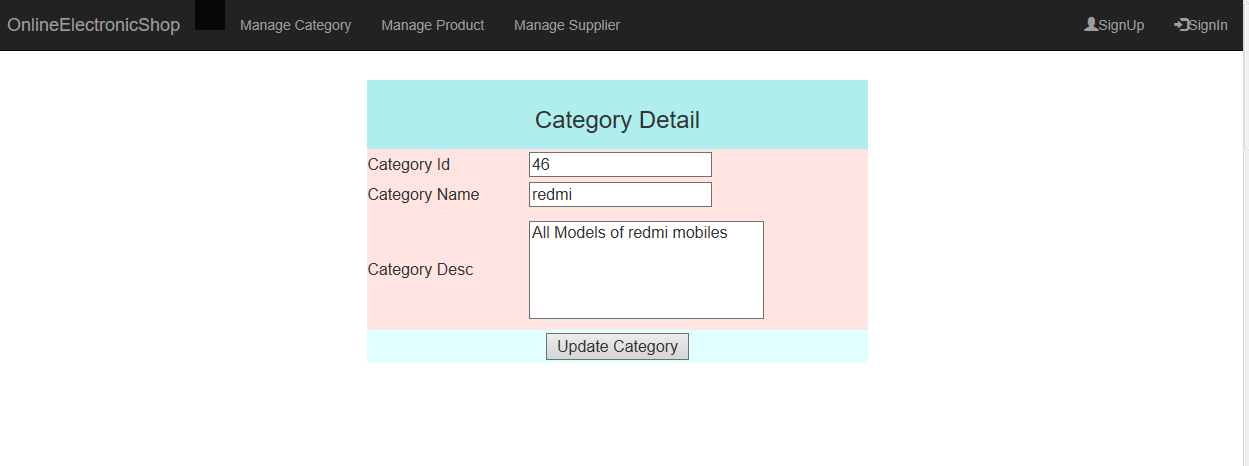 OnlineElectronicShop Manage Category Manage Product Manage Supplier SignUp SignIn
Category Detail
Category Id 46
Category Name redmi
All Models of redmi mobiles
Category Desc
Update Category